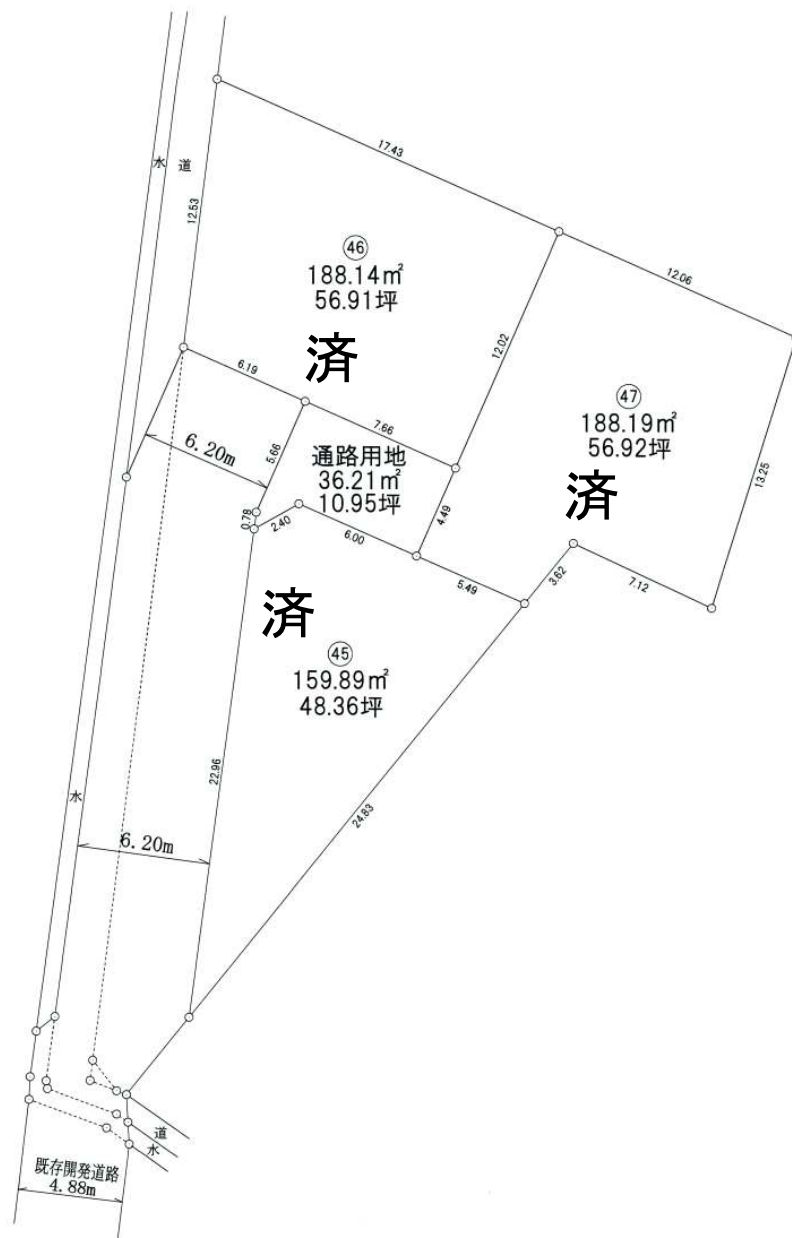 17.43
水 道
12.53
㊻
188.14㎡
56.91坪
済
12.06
12.02
㊼
188.19㎡
56.92坪
済
13.25
6.19
7.66
6.20m
5.66
通路用地
36.21㎡
10.95坪
4.49
0.78
2.40
6.00
5.49
3.62
7.12
済
㊺
159.89㎡
48.36坪
22.96
24.83
水
6.20m
道
水
既存開発道路
4.88m